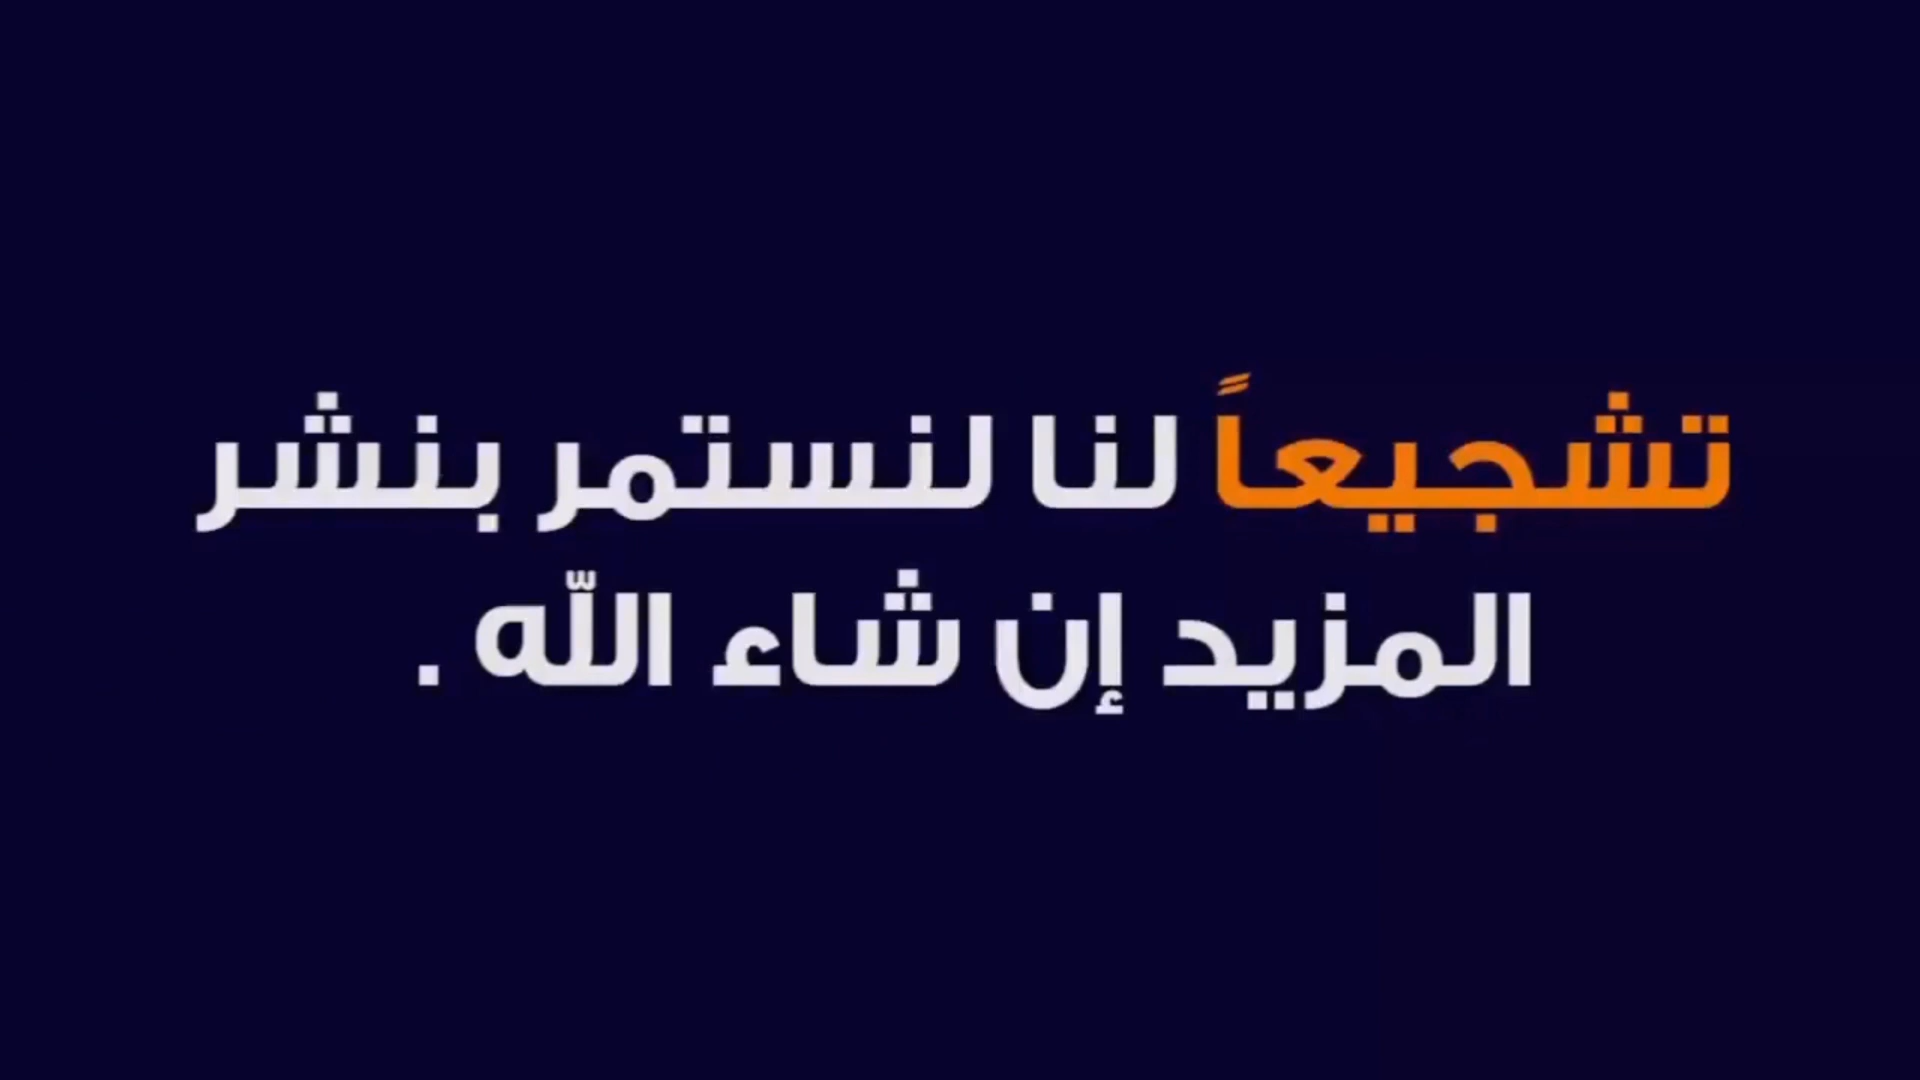 تشجيعاً لنا لنستمر بنشر
المزيد إن شاء اللّه .